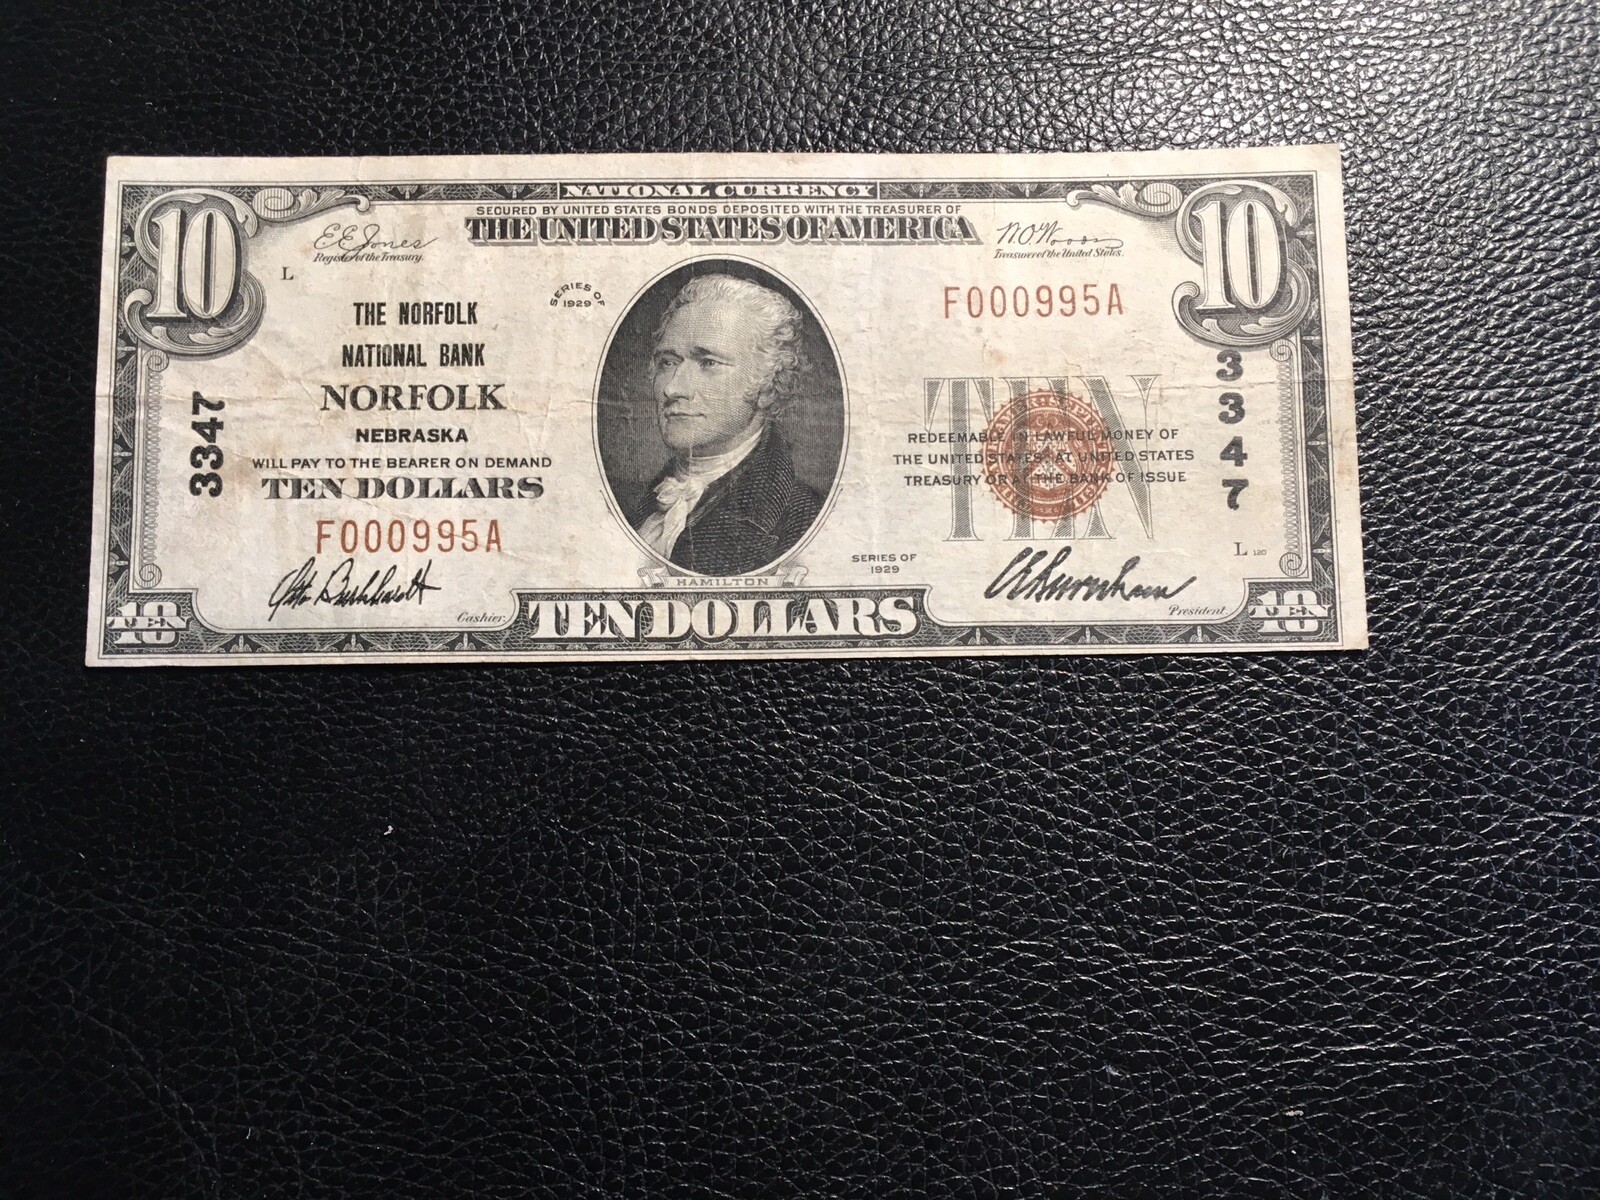 NATIONAL CURRENCY
SECURED BY UNITED STATES BONDS DEPOSITED WITH THE TREASURER OF
THE UNITED STATES OF AMERICA
10
10
E E Jones
Register of the Treasury.
W.O. Woods
Treasurer of the United States.
L
SERIES OF
1929
THE NORFOLK
NATIONAL BANK
NORFOLK
NEBRASKA
WILL PAY TO THE BEARER ON DEMAND
TEN DOLLARS
F000995A
3347
F000995A
TEN
REDEEMABLE IN LAWFUL MONEY OF
THE UNITED STATES AT UNITED STATES
TREASURY OR AT THE BANK OF ISSUE
3347
L 120
SERIES OF
1929
HAMILTON
Cashier.
President.
TEN
10
TEN DOLLARS
TEN
10